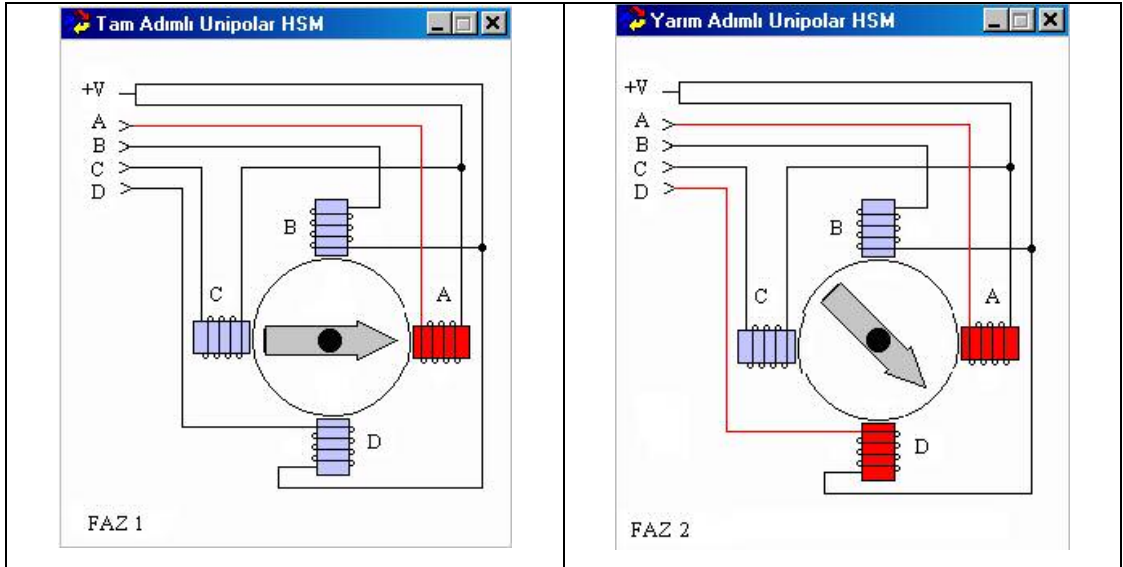 Tam Adımlı Unipolar HSM
+V
A
B
C
D
B
C
A
D
FAZ 1
Yarım Adımlı Unipolar HSM
+V
A
B
C
D
B
C
A
D
FAZ 2